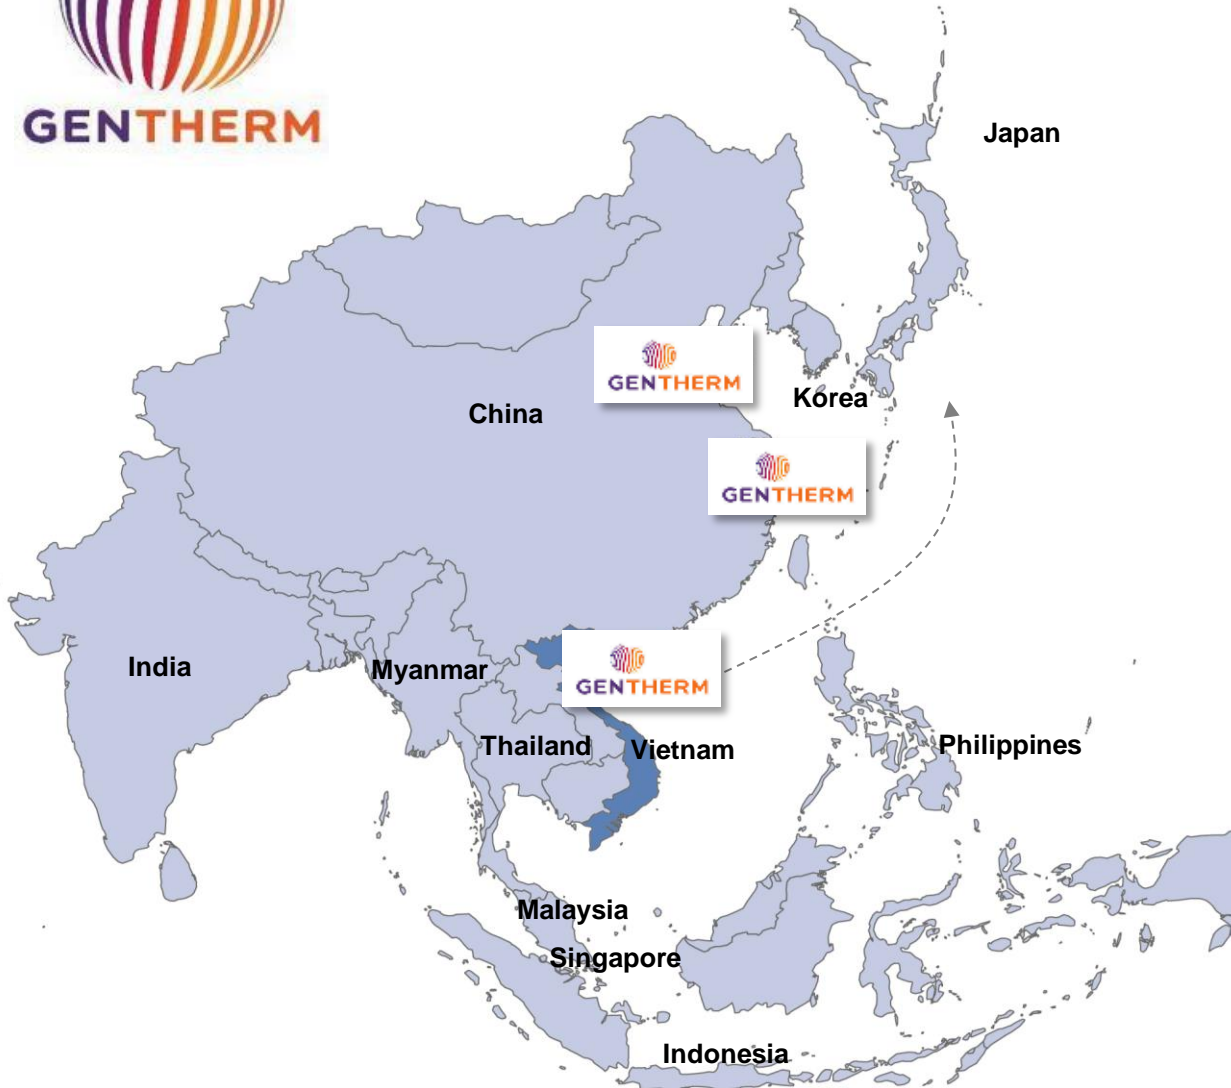 GENTHERM
Japan
GENTHERM
Korea
China
GENTHERM
India
Myanmar
GENTHERM
Thailand
Vietnam
Philippines
Malaysia
Singapore
Indonesia